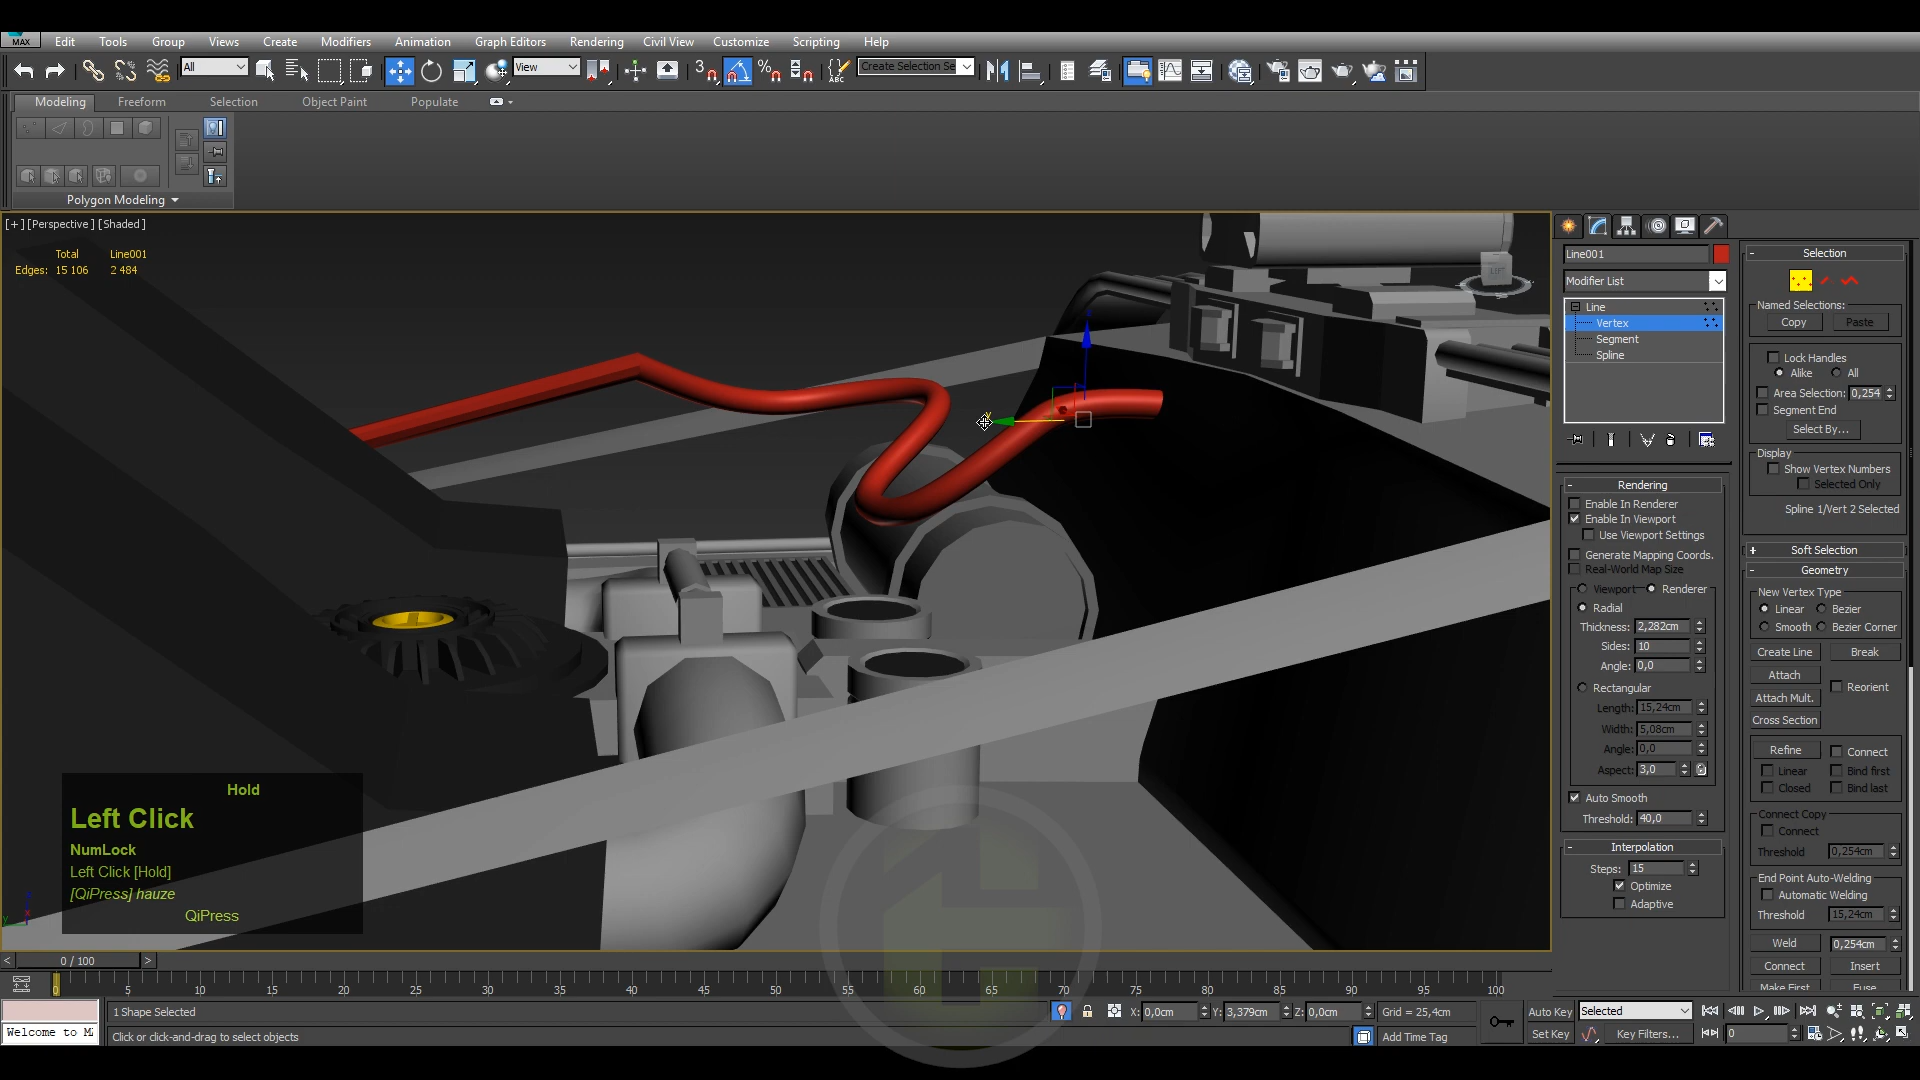 MAX Edit Tools Group Views Create Modifiers Animation Graph Editors Rendering Civil View Customize Scripting Help
All View 3 % ABC Create Selection Se
Modeling Freeform Selection Object Paint Populate
Polygon Modeling
[+] [Perspective] [Shaded]
Total Line001
Edges: 15 106 2 484
LEFT
y
Hold
Left Click
NumLock
Left Click [Hold]
[QiPress] hauze
QiPress
Line001
Modifier List
Line
Vertex
Segment
Spline
Rendering
Enable In Renderer
Enable In Viewport
Use Viewport Settings
Generate Mapping Coords.
Real-World Map Size
Viewport Renderer
Radial
Thickness: 2,282cm
Sides: 10
Angle: 0,0
Rectangular
Length: 15,24cm
Width: 5,08cm
Angle: 0,0
Aspect: 3,0
Auto Smooth
Threshold: 40,0
Interpolation
Steps: 15
Optimize
Adaptive
Selection
Named Selections:
Copy Paste
Lock Handles
Alike All
Area Selection: 0,254
Segment End
Select By...
Display
Show Vertex Numbers
Selected Only
Spline 1/Vert 2 Selected
Soft Selection
Geometry
New Vertex Type
Linear Bezier
Smooth Bezier Corner
Create Line Break
Attach
Reorient
Attach Mult.
Cross Section
Refine Connect
Linear Bind first
Closed Bind last
Connect Copy
Connect
Threshold 0,254cm
End Point Auto-Welding
Automatic Welding
Threshold 15,24cm
Weld 0,254cm
Connect Insert
Make First Fuse
< 0 / 100 >
0 5 10 15 20 25 30 35 40 45 50 55 60 65 70 75 80 85 90 95 100
1 Shape Selected X: 0,0cm Y: 3,379cm Z: 0,0cm Grid = 25,4cm Auto Key Selected
Welcome to M Click or click-and-drag to select objects Add Time Tag Set Key Key Filters... 0